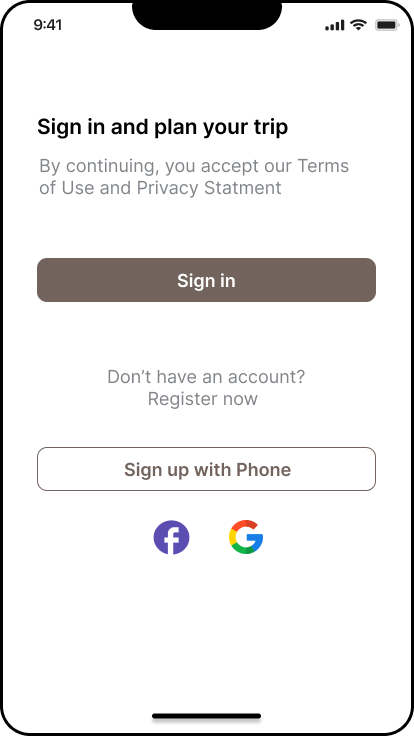 9:41
Sign in and plan your trip
By continuing, you accept our Terms
of Use and Privacy Statment
Sign in
Don’t have an account?
Register now
Sign up with Phone